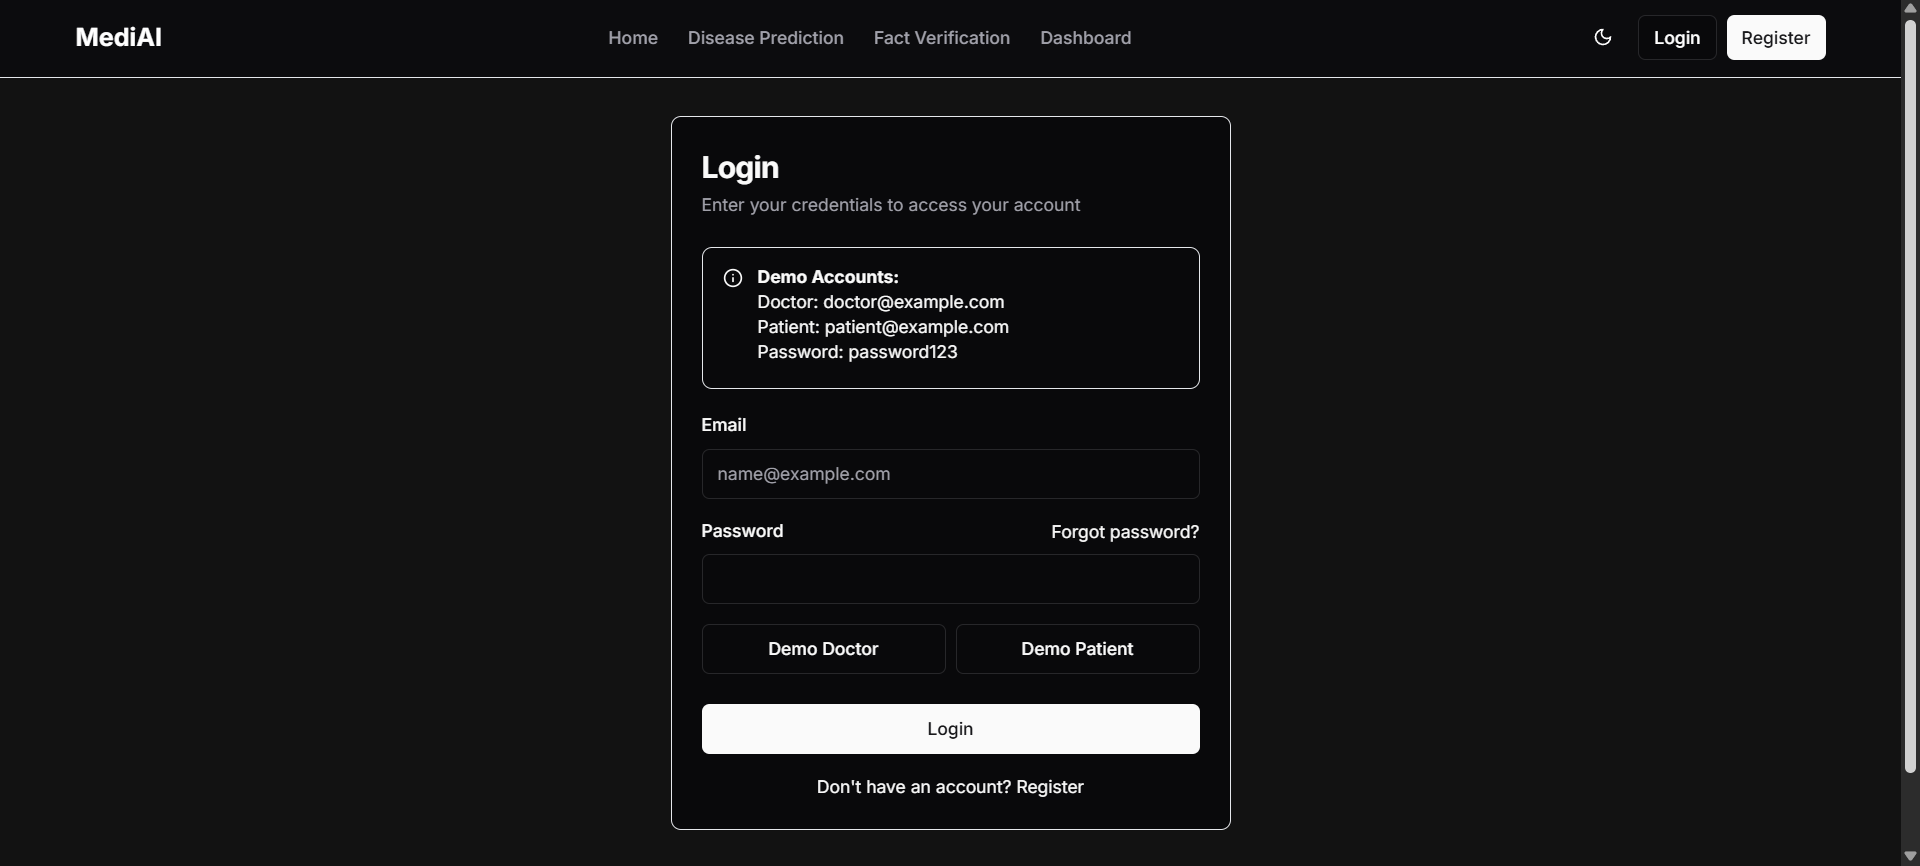 MediAI
Home Disease Prediction Fact Verification Dashboard
Login Register
Login
Enter your credentials to access your account
Demo Accounts:
Doctor: doctor@example.com
Patient: patient@example.com
Password: password123
Email
name@example.com
Password Forgot password?
Demo Doctor Demo Patient
Login
Don't have an account? Register